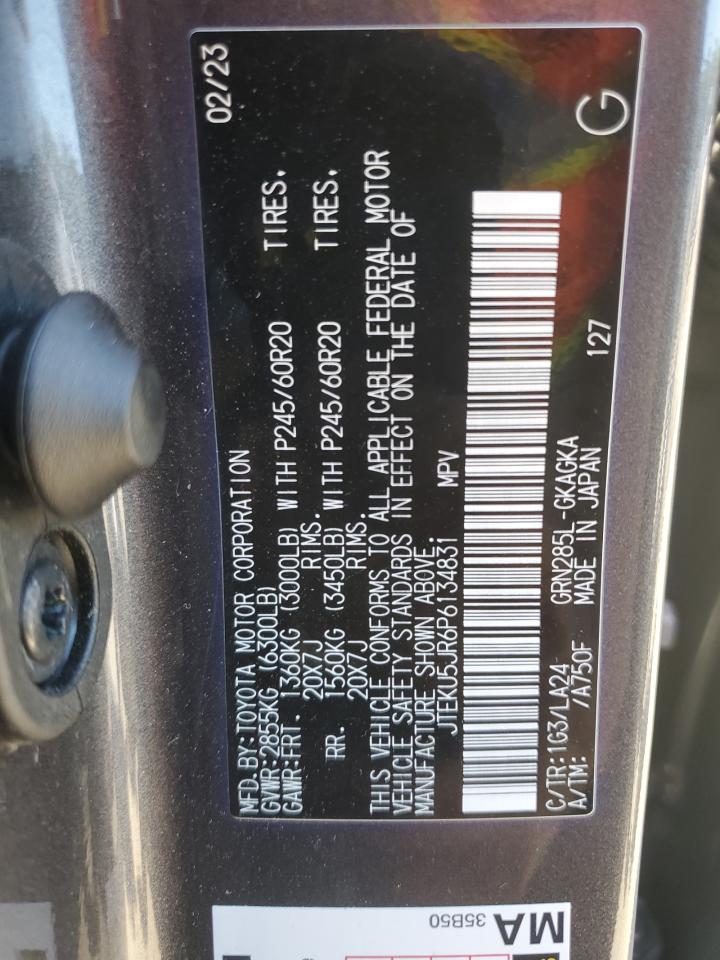 MFD.BY:TOYOTA MOTOR CORPORATION 02/23
GVWR:2855KG (6300LB)
GAWR:FRT. 1360KG (3000LB) WITH P245/60R20 TIRES.
20X7J RIMS.
RR. 1560KG (3450LB) WITH P245/60R20 TIRES.
20X7J RIMS.
THIS VEHICLE CONFORMS TO ALL APPLICABLE FEDERAL MOTOR
VEHICLE SAFETY STANDARDS IN EFFECT ON THE DATE OF
MANUFACTURE SHOWN ABOVE.
JTEKU5JR6P6134831 MPV
C/TR:1G3/LA24 GRN285L-GKAGKA 127 G
A/TM: /A750F MADE IN JAPAN
MA
35B50